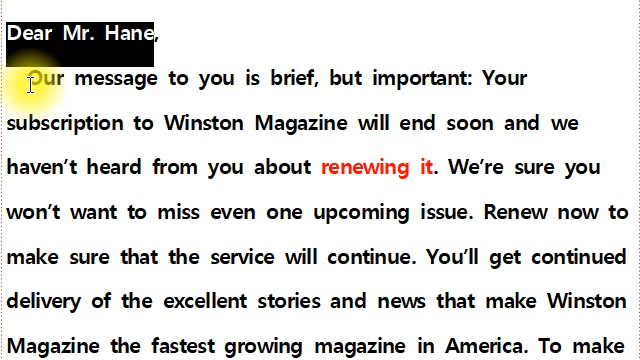 Dear Mr. Hane,
Our message to you is brief, but important: Your
subscription to Winston Magazine will end soon and we
haven’t heard from you about renewing it. We’re sure you
won’t want to miss even one upcoming issue. Renew now to
make sure that the service will continue. You’ll get continued
delivery of the excellent stories and news that make Winston
Magazine the fastest growing magazine in America. To make